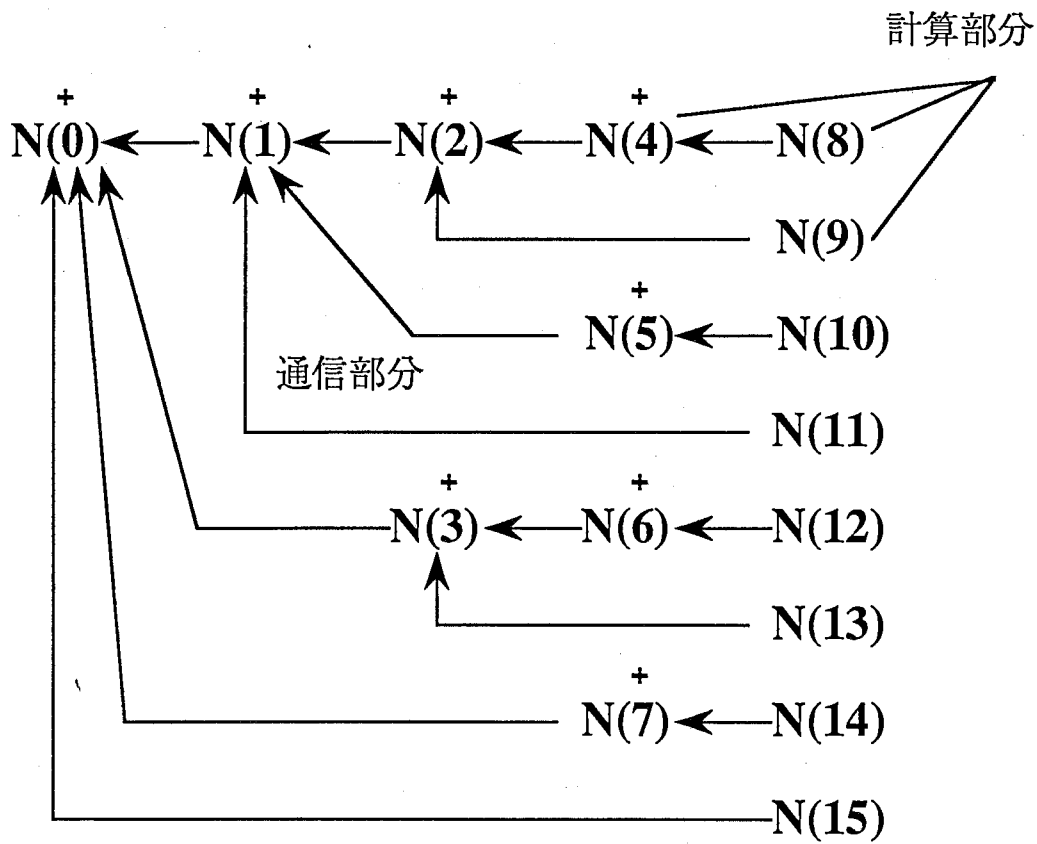 計算部分
+ + + +
N(0) N(1) N(2) N(4) N(8)
N(9)
+
N(5) N(10)
通信部分
N(11)
+ +
N(3) N(6) N(12)
N(13)
+
N(7) N(14)
N(15)